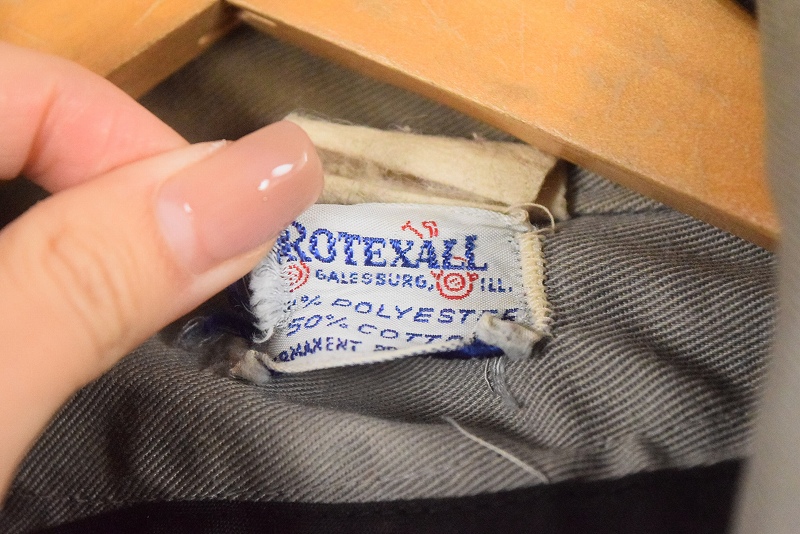 ROTEXALL
GALESBURG, ILL.
% POLYESTER
50% COTTON